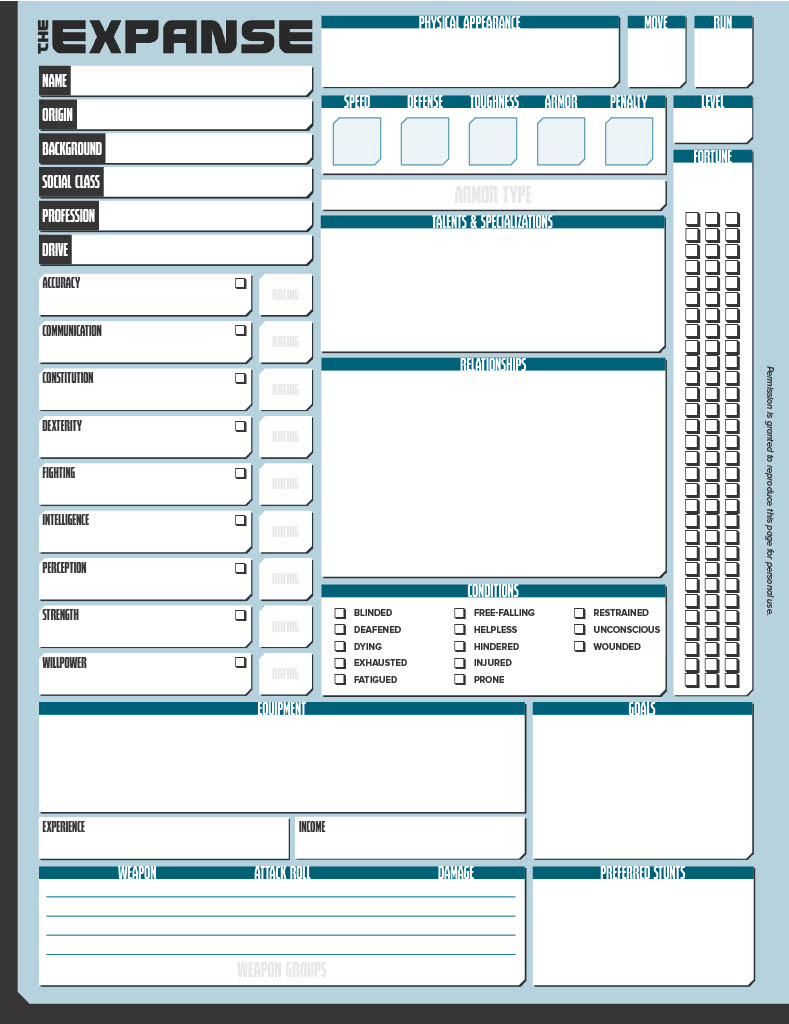 THE EXPANSE
NAME
ORIGIN
BACKGROUND
SOCIAL CLASS
PROFESSION
DRIVE
ACCURACY
RATING
COMMUNICATION
RATING
CONSTITUTION
RATING
DEXTERITY
RATING
FIGHTING
RATING
INTELLIGENCE
RATING
PERCEPTION
RATING
STRENGTH
RATING
WILLPOWER
RATING
PHYSICAL APPEARANCE
MOVE
RUN
SPEED DEFENSE TOUGHNESS ARMOR PENALTY
LEVEL
ARMOR TYPE
FORTUNE
TALENTS & SPECIALIZATIONS
RELATIONSHIPS
CONDITIONS
BLINDED
DEAFENED
DYING
EXHAUSTED
FATIGUED
FREE-FALLING
HELPLESS
HINDERED
INJURED
PRONE
RESTRAINED
UNCONSCIOUS
WOUNDED
EQUIPMENT
GOALS
EXPERIENCE
INCOME
WEAPON ATTACK ROLL DAMAGE
WEAPON GROUPS
PREFERRED STUNTS
Permission is granted to reproduce this page for personal use.